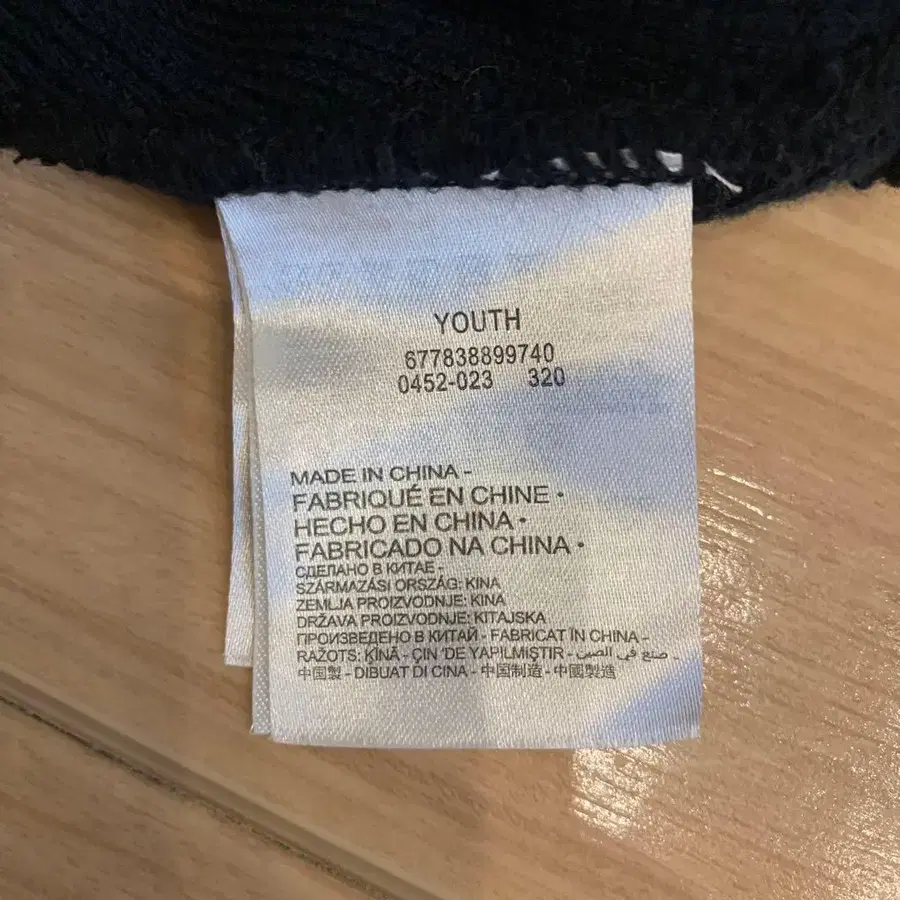 YOUTH
677838899740
0452-023 320
MADE IN CHINA -
FABRIQUÉ EN CHINE •
HECHO EN CHINA •
FABRICADO NA CHINA •
СДЕЛАНО В КИТАЕ -
SZÁRMAZÁSI ORSZÁG: KINA
ZEMLJA PROIZVODNJE: KINA
DRŽAVA PROIZVODNJE: KITAJSKA
ПРОИЗВЕДЕНО В КИТАЙ - FABRICAT ÎN CHINA -
RAŽOTS: ĶĪNĀ - ÇIN 'DE YAPILMIŞTIR - صنع في الصين -
中国製 - DIBUAT DI CINA - 中国制造 - 中國製造